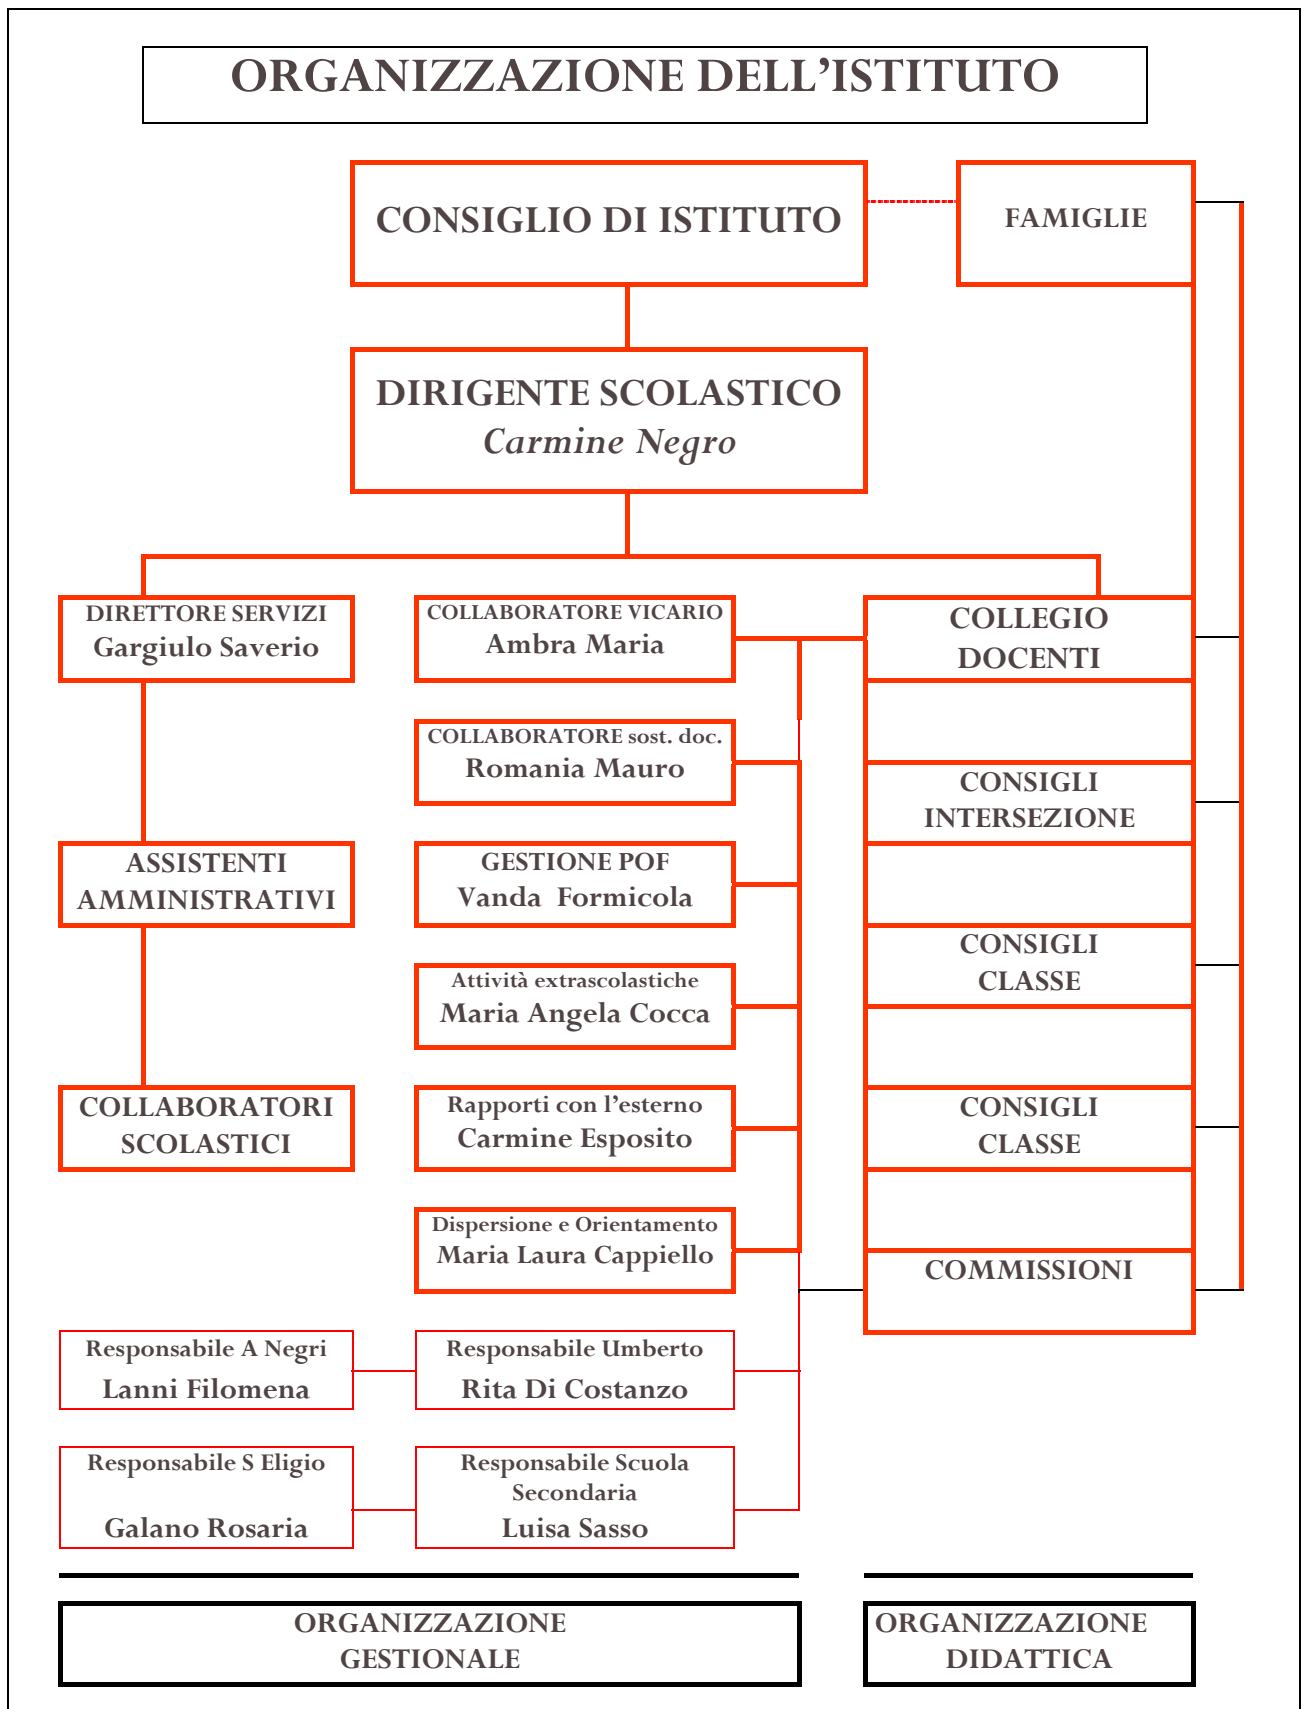 ORGANIZZAZIONE DELL’ISTITUTO
CONSIGLIO DI ISTITUTO
FAMIGLIE
DIRIGENTE SCOLASTICO
Carmine Negro
DIRETTORE SERVIZI
Gargiulo Saverio
COLLABORATORE VICARIO
Ambra Maria
COLLEGIO
DOCENTI
COLLABORATORE sost. doc.
Romania Mauro
CONSIGLI
INTERSEZIONE
ASSISTENTI
AMMINISTRATIVI
GESTIONE POF
Vanda Formicola
CONSIGLI
CLASSE
Attività extrascolastiche
Maria Angela Cocca
COLLABORATORI
SCOLASTICI
Rapporti con l’esterno
Carmine Esposito
CONSIGLI
CLASSE
Dispersione e Orientamento
Maria Laura Cappiello
COMMISSIONI
Responsabile A Negri
Lanni Filomena
Responsabile Umberto
Rita Di Costanzo
Responsabile S Eligio
Galano Rosaria
Responsabile Scuola
Secondaria
Luisa Sasso
ORGANIZZAZIONE
GESTIONALE
ORGANIZZAZIONE
DIDATTICA